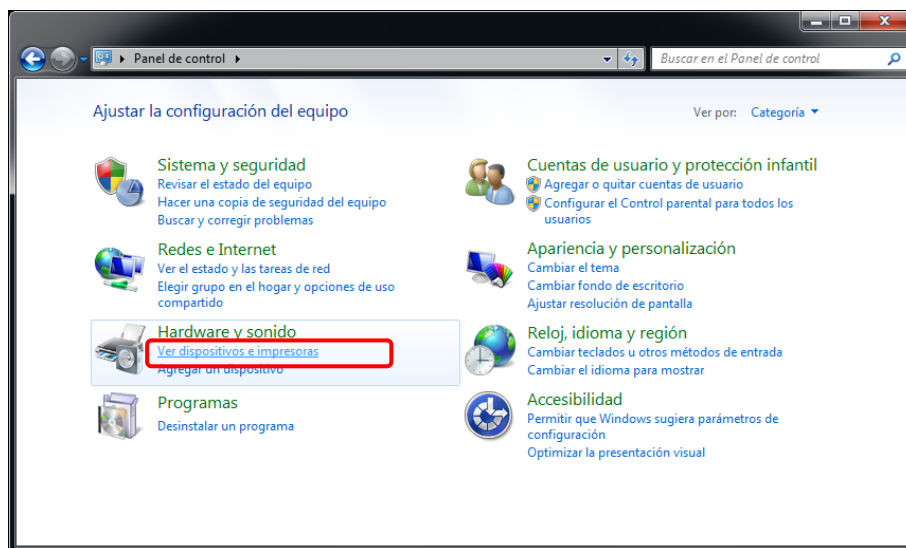 Panel de control
Buscar en el Panel de control
Ajustar la configuración del equipo
Ver por: Categoría
Sistema y seguridad
Revisar el estado del equipo
Hacer una copia de seguridad del equipo
Buscar y corregir problemas
Redes e Internet
Ver el estado y las tareas de red
Elegir grupo en el hogar y opciones de uso
compartido
Hardware y sonido
Ver dispositivos e impresoras
Agregar un dispositivo
Programas
Desinstalar un programa
Cuentas de usuario y protección infantil
Agregar o quitar cuentas de usuario
Configurar el Control parental para todos los
usuarios
Apariencia y personalización
Cambiar el tema
Cambiar fondo de escritorio
Ajustar resolución de pantalla
Reloj, idioma y región
Cambiar teclados u otros métodos de entrada
Cambiar el idioma para mostrar
Accesibilidad
Permitir que Windows sugiera parámetros de
configuración
Optimizar la presentación visual